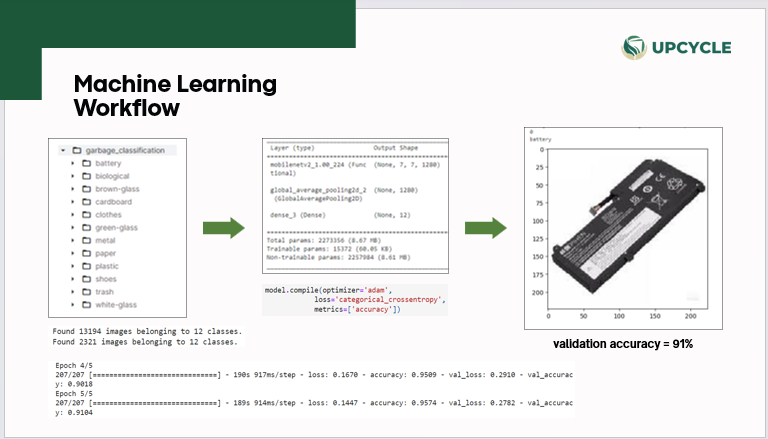 UPCYCLE
Machine Learning
Workflow
garbage_classification
battery
biological
brown-glass
cardboard
clothes
green-glass
metal
paper
plastic
shoes
trash
white-glass
Found 13194 images belonging to 12 classes.
Found 2321 images belonging to 12 classes.
Layer (type) Output Shape
mobilenetv2_1.00_224 (Func (None, 7, 7, 1280)
tional)
global_average_pooling2d_2 (None, 1280)
(GlobalAveragePooling2D)
dense_3 (Dense) (None, 12)
Total params: 2273356 (8.67 MB)
Trainable params: 15372 (60.05 KB)
Non-trainable params: 2257984 (8.61 MB)
model.compile(optimizer='adam',
loss='categorical_crossentropy',
metrics=['accuracy'])
battery
0
25
50
75
100
125
150
175
200
0 50 100 150 200
validation accuracy = 91%
Epoch 4/5
207/207 [==============================] - 190s 917ms/step - loss: 0.1670 - accuracy: 0.9509 - val_loss: 0.2910 - val_accurac
y: 0.9018
Epoch 5/5
207/207 [==============================] - 189s 914ms/step - loss: 0.1447 - accuracy: 0.9574 - val_loss: 0.2782 - val_accurac
y: 0.9104